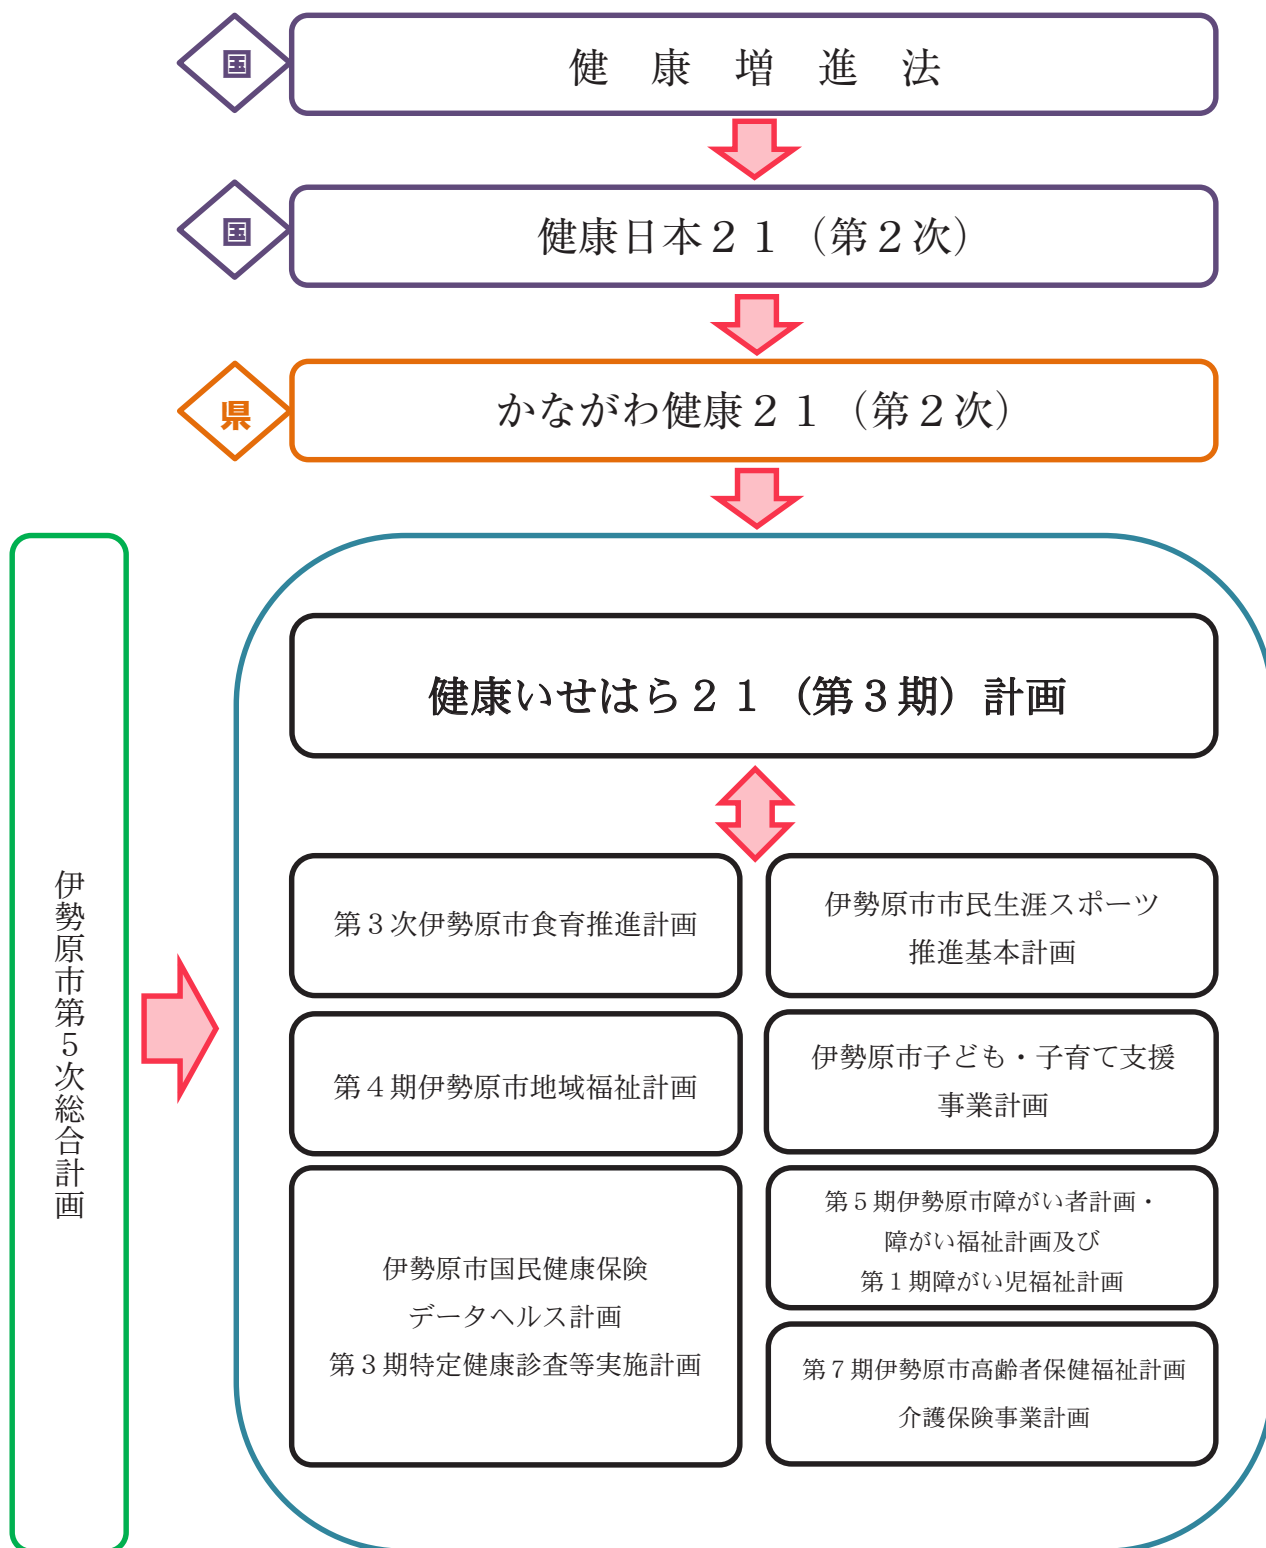 国
健　康　増　進　法
国
健康日本２１（第２次）
県
かながわ健康２１（第２次）
伊勢原市第５次総合計画
健康いせはら２１（第３期）計画
第３次伊勢原市食育推進計画
伊勢原市市民生涯スポーツ
推進基本計画
第４期伊勢原市地域福祉計画
伊勢原市子ども・子育て支援
事業計画
伊勢原市国民健康保険
データヘルス計画
第３期特定健康診査等実施計画
第５期伊勢原市障がい者計画・
障がい福祉計画及び
第１期障がい児福祉計画
第７期伊勢原市高齢者保健福祉計画
介護保険事業計画